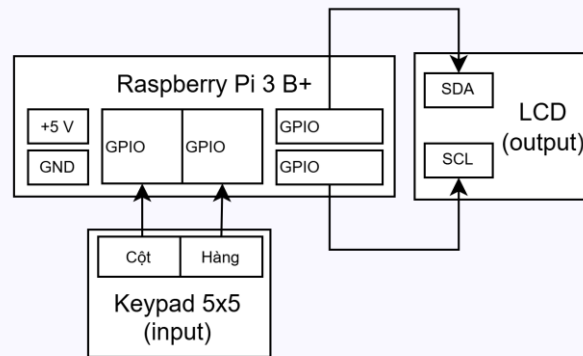 Raspberry Pi 3 B+
+5 V
GND
GPIO
GPIO
GPIO
GPIO
SDA
SCL
LCD
(output)
Cột
Hàng
Keypad 5x5
(input)